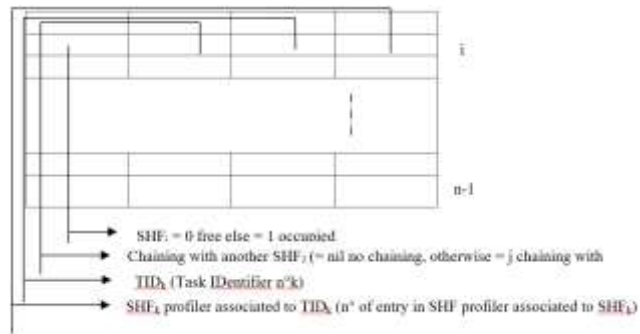 i
n-1
SHFᵢ = 0 free else = 1 occupied
Chaining with another SHFⱼ (= nil no chaining, otherwise = j chaining with
TIDₖ (Task IDentifier n°k)
SHFₖ profiler associated to TIDₖ (n° of entry in SHF profiler associated to SHFₖ)